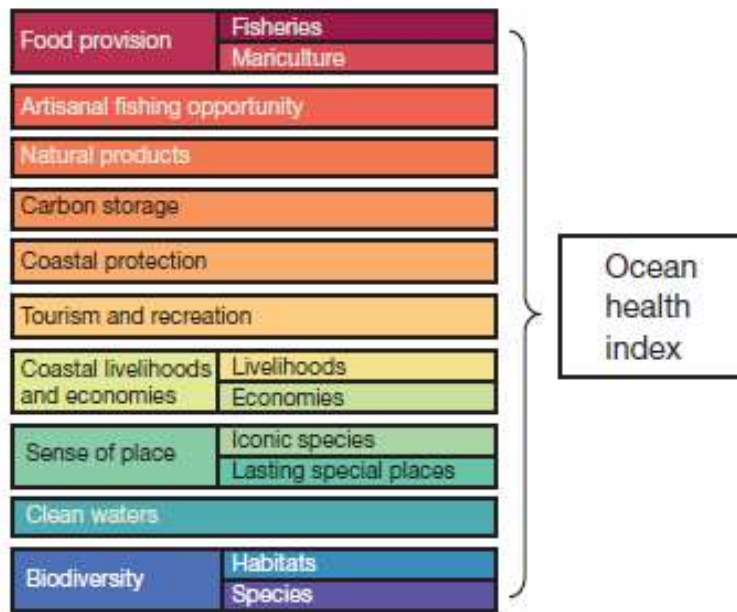 Food provision
Fisheries
Mariculture
Artisanal fishing opportunity
Natural products
Carbon storage
Coastal protection
Tourism and recreation
Coastal livelihoods
and economies
Livelihoods
Economies
Sense of place
Iconic species
Lasting special places
Clean waters
Biodiversity
Habitats
Species
Ocean
health
index